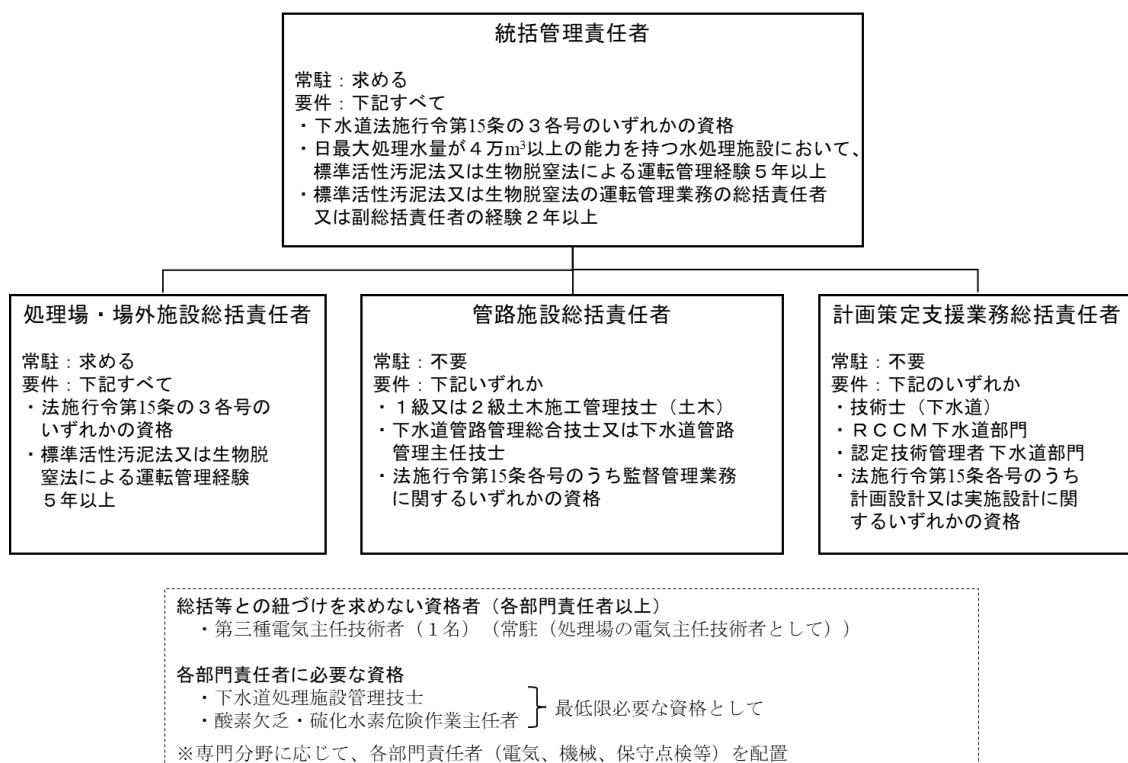 統括管理責任者
常駐：求める
要件：下記すべて
・下水道法施行令第15条の３各号のいずれかの資格
・日最大処理水量が４万m³以上の能力を持つ水処理施設において、
標準活性汚泥法又は生物脱窒法による運転管理経験５年以上
・標準活性汚泥法又は生物脱窒法の運転管理業務の総括責任者
又は副総括責任者の経験２年以上
処理場・場外施設総括責任者
常駐：求める
要件：下記すべて
・法施行令第15条の３各号の
いずれかの資格
・標準活性汚泥法又は生物脱
窒法による運転管理経験
５年以上
管路施設総括責任者
常駐：不要
要件：下記いずれか
・１級又は２級土木施工管理技士（土木）
・下水道管路管理総合技士又は下水道管路
管理主任技士
・法施行令第15条各号のうち監督管理業務
に関するいずれかの資格
計画策定支援業務総括責任者
常駐：不要
要件：下記のいずれか
・技術士（下水道）
・ＲＣＣＭ下水道部門
・認定技術管理者下水道部門
・法施行令第15条各号のうち
計画設計又は実施設計に関
するいずれかの資格
総括等との紐づけを求めない資格者（各部門責任者以上）
・第三種電気主任技術者（１名）（常駐（処理場の電気主任技術者として））
各部門責任者に必要な資格
・下水道処理施設管理技士
・酸素欠乏・硫化水素危険作業主任者
最低限必要な資格として
※専門分野に応じて、各部門責任者（電気、機械、保守点検等）を配置